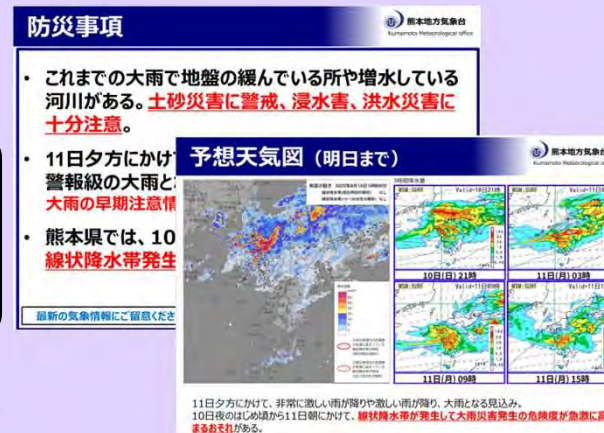 防災事項
熊本地方気象台
Kumamoto Meteorological office
・ これまでの大雨で地盤の緩んでいる所や増水している
河川がある。土砂災害に警戒、浸水害、洪水災害に
十分注意。
・ 11日夕方にかけ
警報級の大雨と
大雨の早期注意情
・ 熊本県では、10
線状降水帯発生
最新の気象情報にご留意くださ
予想天気図（明日まで）
熊本地方気象台
10日(日) 21時
11日(月) 03時
11日(月) 09時
11日(月) 15時
11日夕方にかけて、非常に激しい雨が降りや激しい雨が降り、大雨となる見込み。
10日夜のはじめ頃から11日朝にかけて、線状降水帯が発生して大雨災害発生の危険度が急激に高
まるおそれがある。